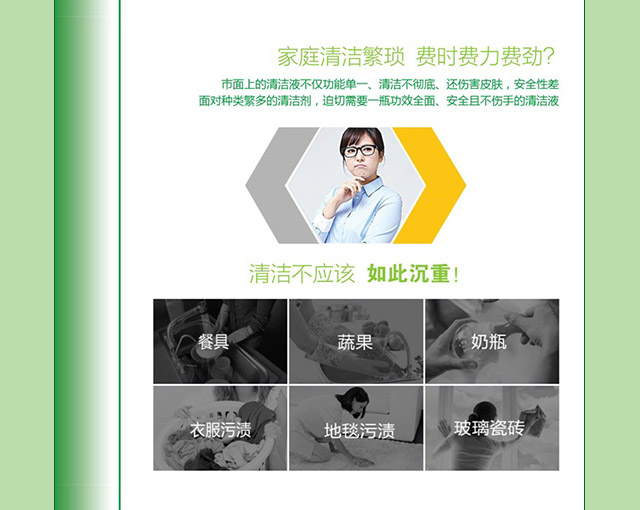 家庭清洁繁琐 费时费力费劲?
市面上的清洁液不仅功能单一、清洁不彻底、还伤害皮肤，安全性差
面对种类繁多的清洁剂，迫切需要一瓶功效全面、安全且不伤手的清洁液
清洁不应该 如此沉重!
餐具 蔬果 奶瓶
衣服污渍 地毯污渍 玻璃瓷砖